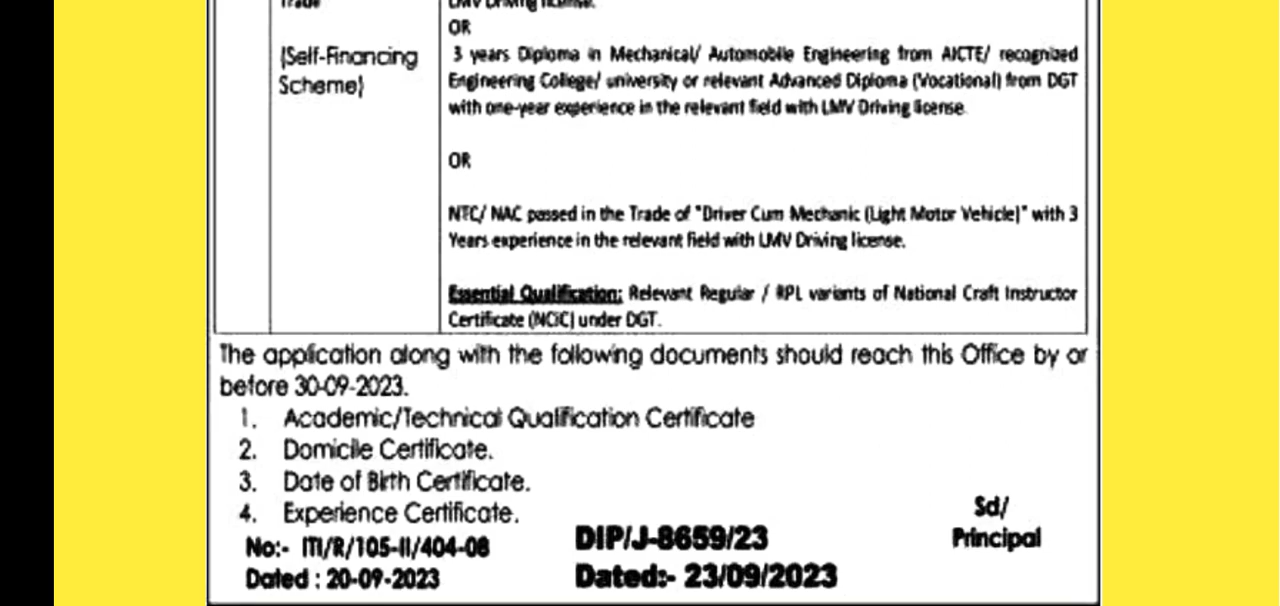 Trade
LMV Driving license.
OR
(Self-Financing
Scheme)
3 years Diploma in Mechanical/ Automobile Engineering from AICTE/ recognized
Engineering College/ university or relevant Advanced Diploma (Vocational) from DGT
with one-year experience in the relevant field with LMV Driving license.
OR
NTC/ NAC passed in the Trade of "Driver Cum Mechanic (Light Motor Vehicle)" with 3
Years experience in the relevant field with LMV Driving license.
Essential Qualification: Relevant Regular / RPL variants of National Craft Instructor
Certificate (NCIC) under DGT.
The application along with the following documents should reach this Office by or
before 30-09-2023.
1. Academic/Technical Qualification Certificate
2. Domicile Certificate.
3. Date of Birth Certificate.
4. Experience Certificate.
Sd/
Principal
No:- ITI/R/105-II/404-08
Dated : 20-09-2023
DIP/J-8659/23
Dated:- 23/09/2023